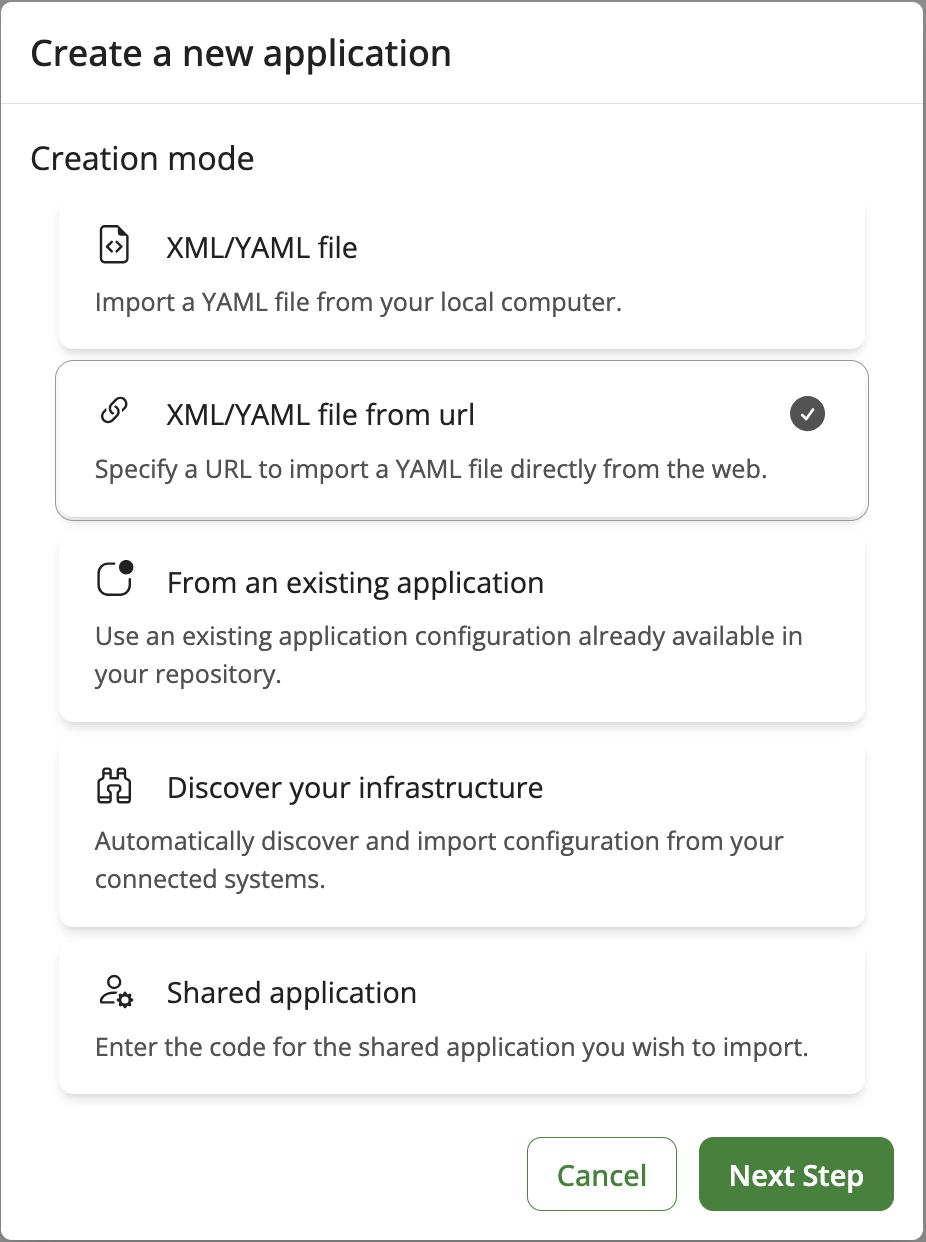 Create a new application
Creation mode
XML/YAML file
Import a YAML file from your local computer.
XML/YAML file from url
Specify a URL to import a YAML file directly from the web.
From an existing application
Use an existing application configuration already available in
your repository.
Discover your infrastructure
Automatically discover and import configuration from your
connected systems.
Shared application
Enter the code for the shared application you wish to import.
Cancel
Next Step